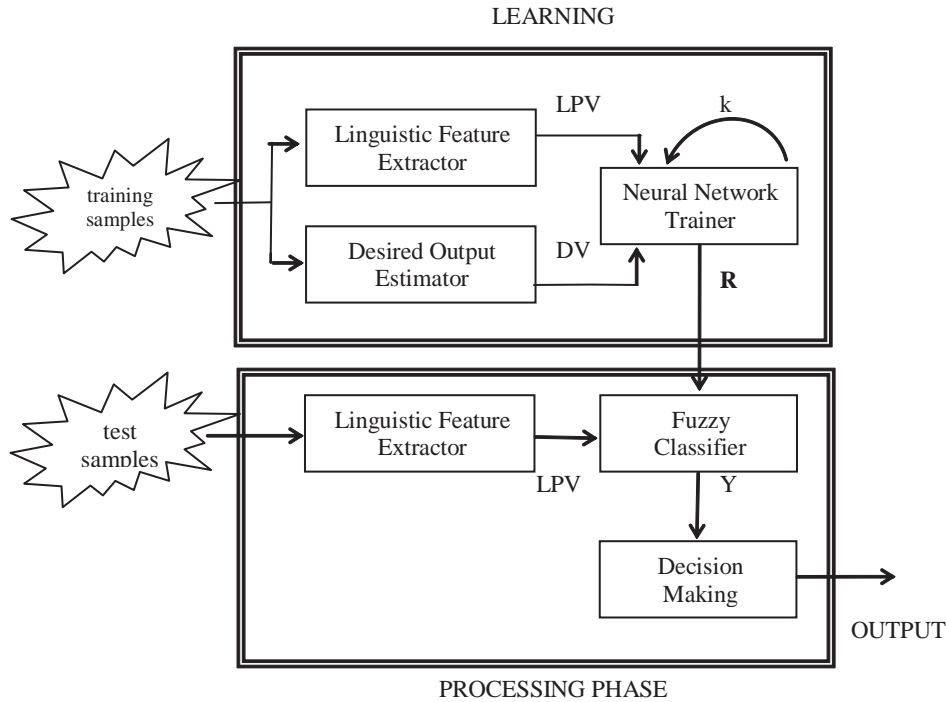 LEARNING
LPV
k
Linguistic Feature
Extractor
Neural Network
Trainer
training
samples
Desired Output
Estimator
DV
R
test
samples
Linguistic Feature
Extractor
LPV
Fuzzy
Classifier
Y
Decision
Making
OUTPUT
PROCESSING PHASE